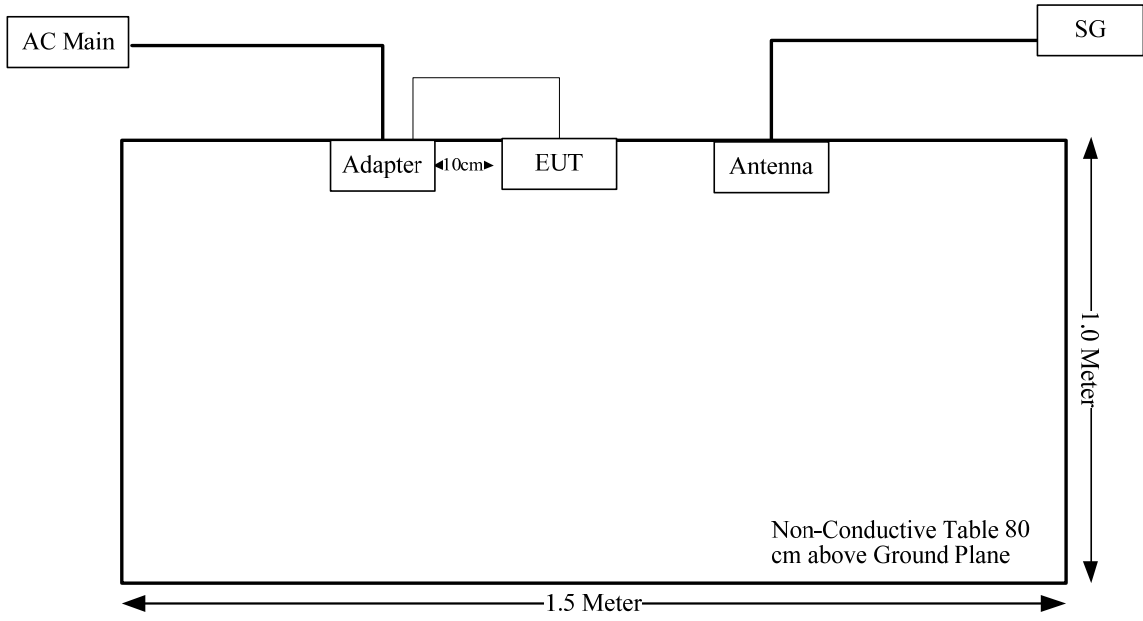 AC Main
SG
Adapter
10cm
EUT
Antenna
1.0 Meter
Non-Conductive Table 80
cm above Ground Plane
1.5 Meter